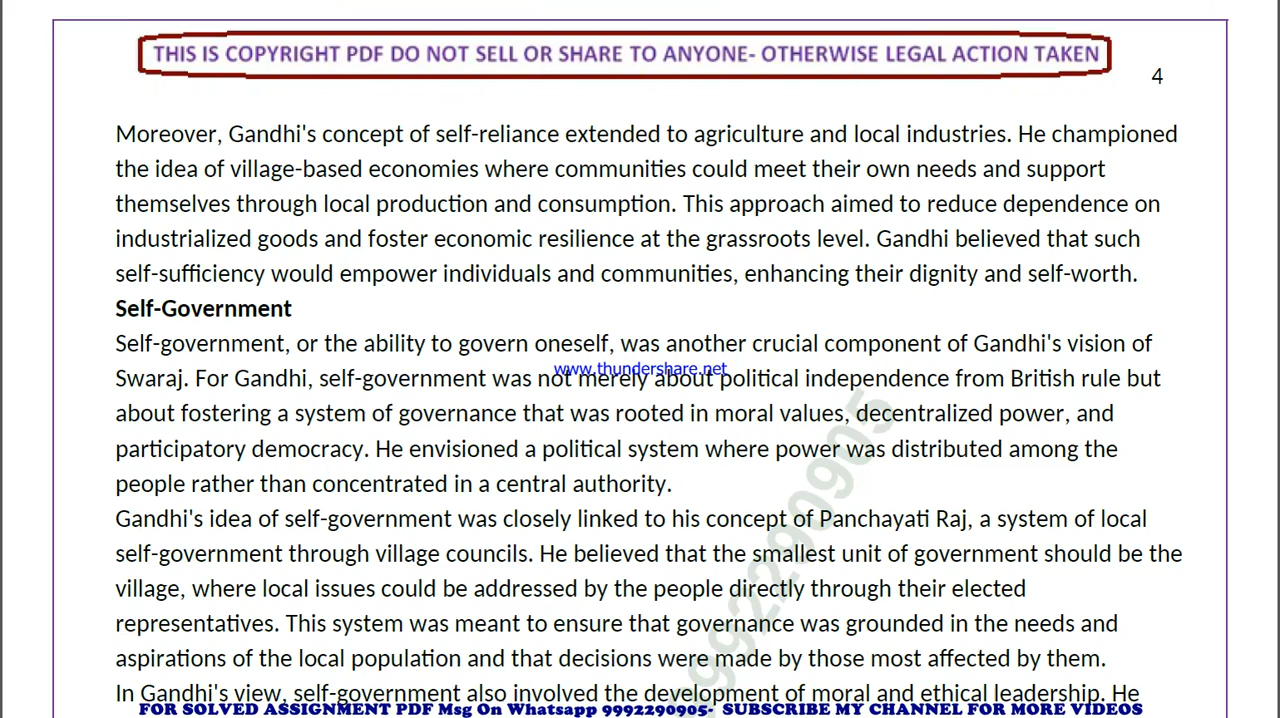 THIS IS COPYRIGHT PDF DO NOT SELL OR SHARE TO ANYONE- OTHERWISE LEGAL ACTION TAKEN
4
Moreover, Gandhi's concept of self-reliance extended to agriculture and local industries. He championed
the idea of village-based economies where communities could meet their own needs and support
themselves through local production and consumption. This approach aimed to reduce dependence on
industrialized goods and foster economic resilience at the grassroots level. Gandhi believed that such
self-sufficiency would empower individuals and communities, enhancing their dignity and self-worth.
Self-Government
Self-government, or the ability to govern oneself, was another crucial component of Gandhi's vision of
www.thundershare.net
Swaraj. For Gandhi, self-government was not merely about political independence from British rule but
about fostering a system of governance that was rooted in moral values, decentralized power, and
participatory democracy. He envisioned a political system where power was distributed among the
people rather than concentrated in a central authority.
Gandhi's idea of self-government was closely linked to his concept of Panchayati Raj, a system of local
self-government through village councils. He believed that the smallest unit of government should be the
village, where local issues could be addressed by the people directly through their elected
representatives. This system was meant to ensure that governance was grounded in the needs and
aspirations of the local population and that decisions were made by those most affected by them.
In Gandhi's view, self-government also involved the development of moral and ethical leadership. He
FOR SOLVED ASSIGNMENT PDF Msg On Whatsapp 9992290905- SUBSCRIBE MY CHANNEL FOR MORE VIDEOS
9992290905